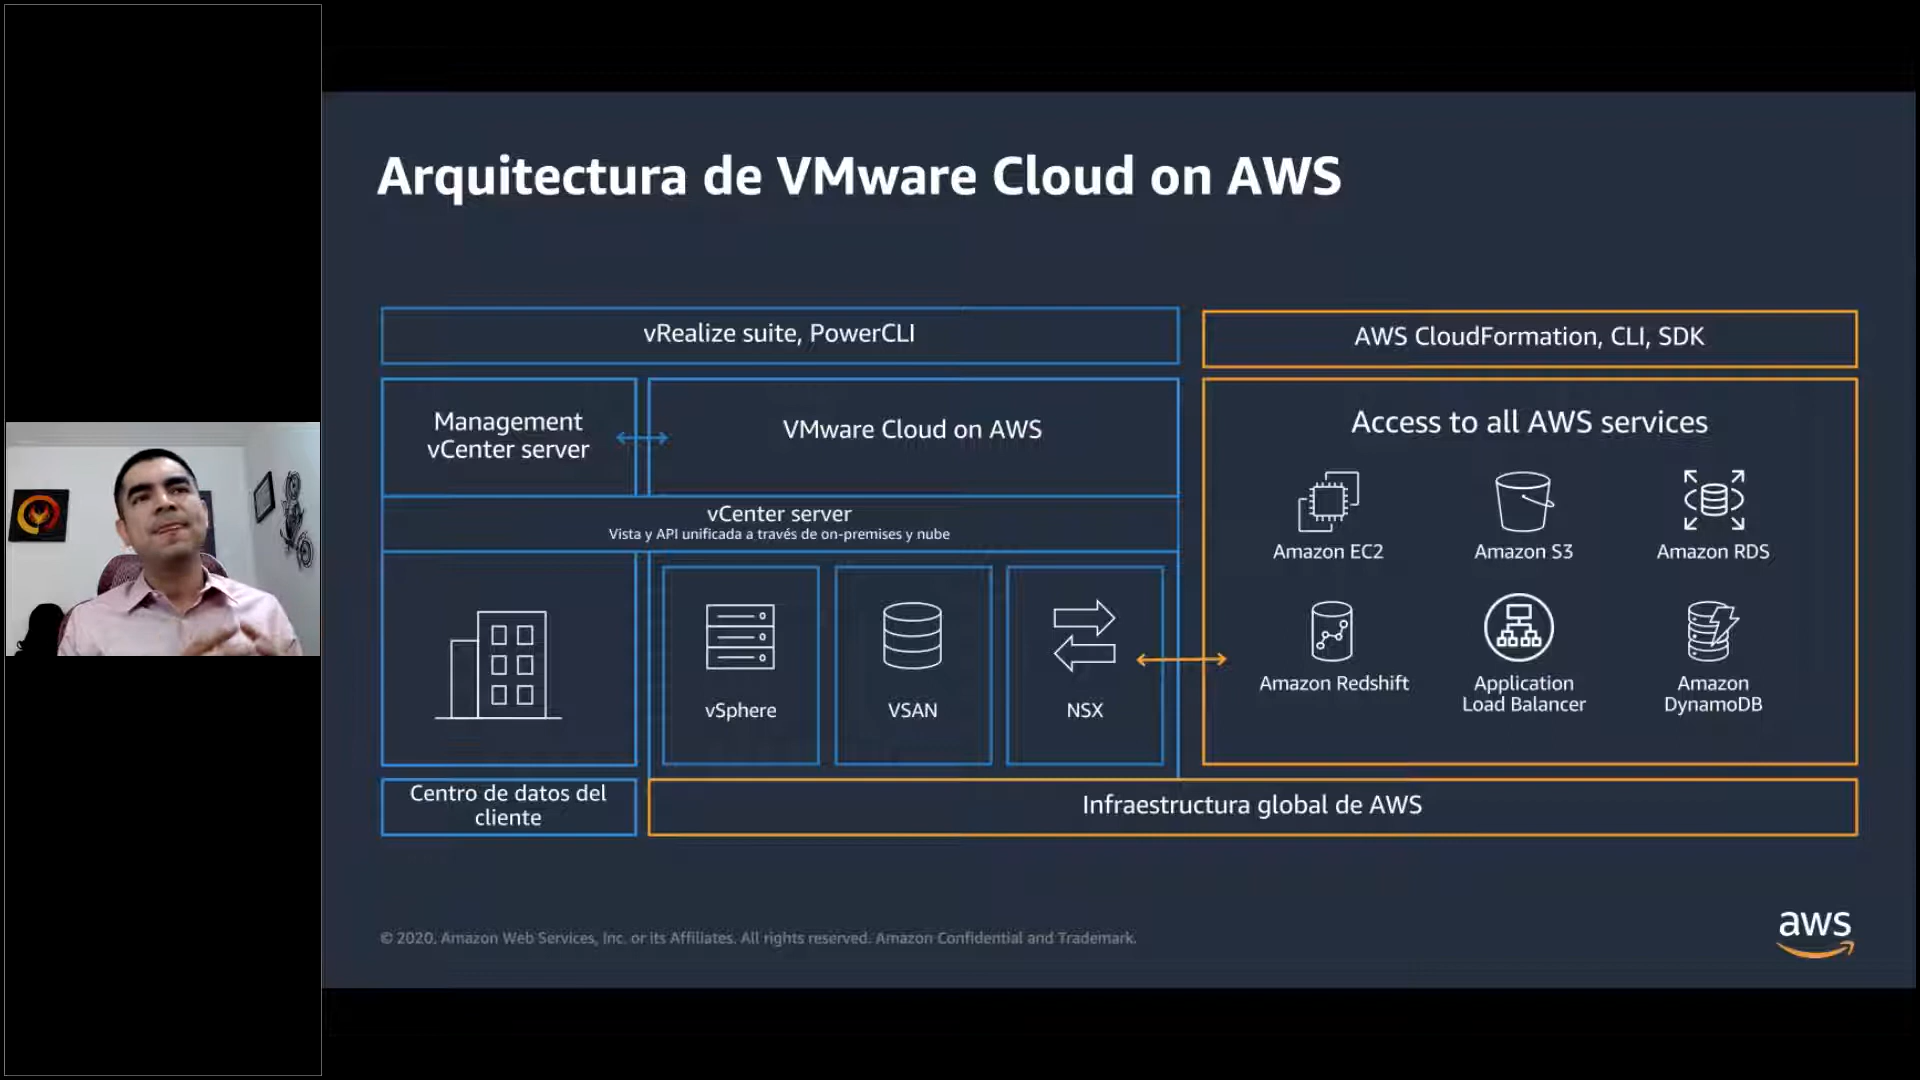 Arquitectura de VMware Cloud on AWS
vRealize suite, PowerCLI
AWS CloudFormation, CLI, SDK
Management
vCenter server
VMware Cloud on AWS
Access to all AWS services
vCenter server
Vista y API unificada a través de on-premises y nube
Amazon EC2
Amazon S3
Amazon RDS
vSphere
VSAN
NSX
Amazon Redshift
Application
Load Balancer
Amazon
DynamoDB
Centro de datos del
cliente
Infraestructura global de AWS
© 2020, Amazon Web Services, Inc. or its Affiliates. All rights reserved. Amazon Confidential and Trademark.
aws